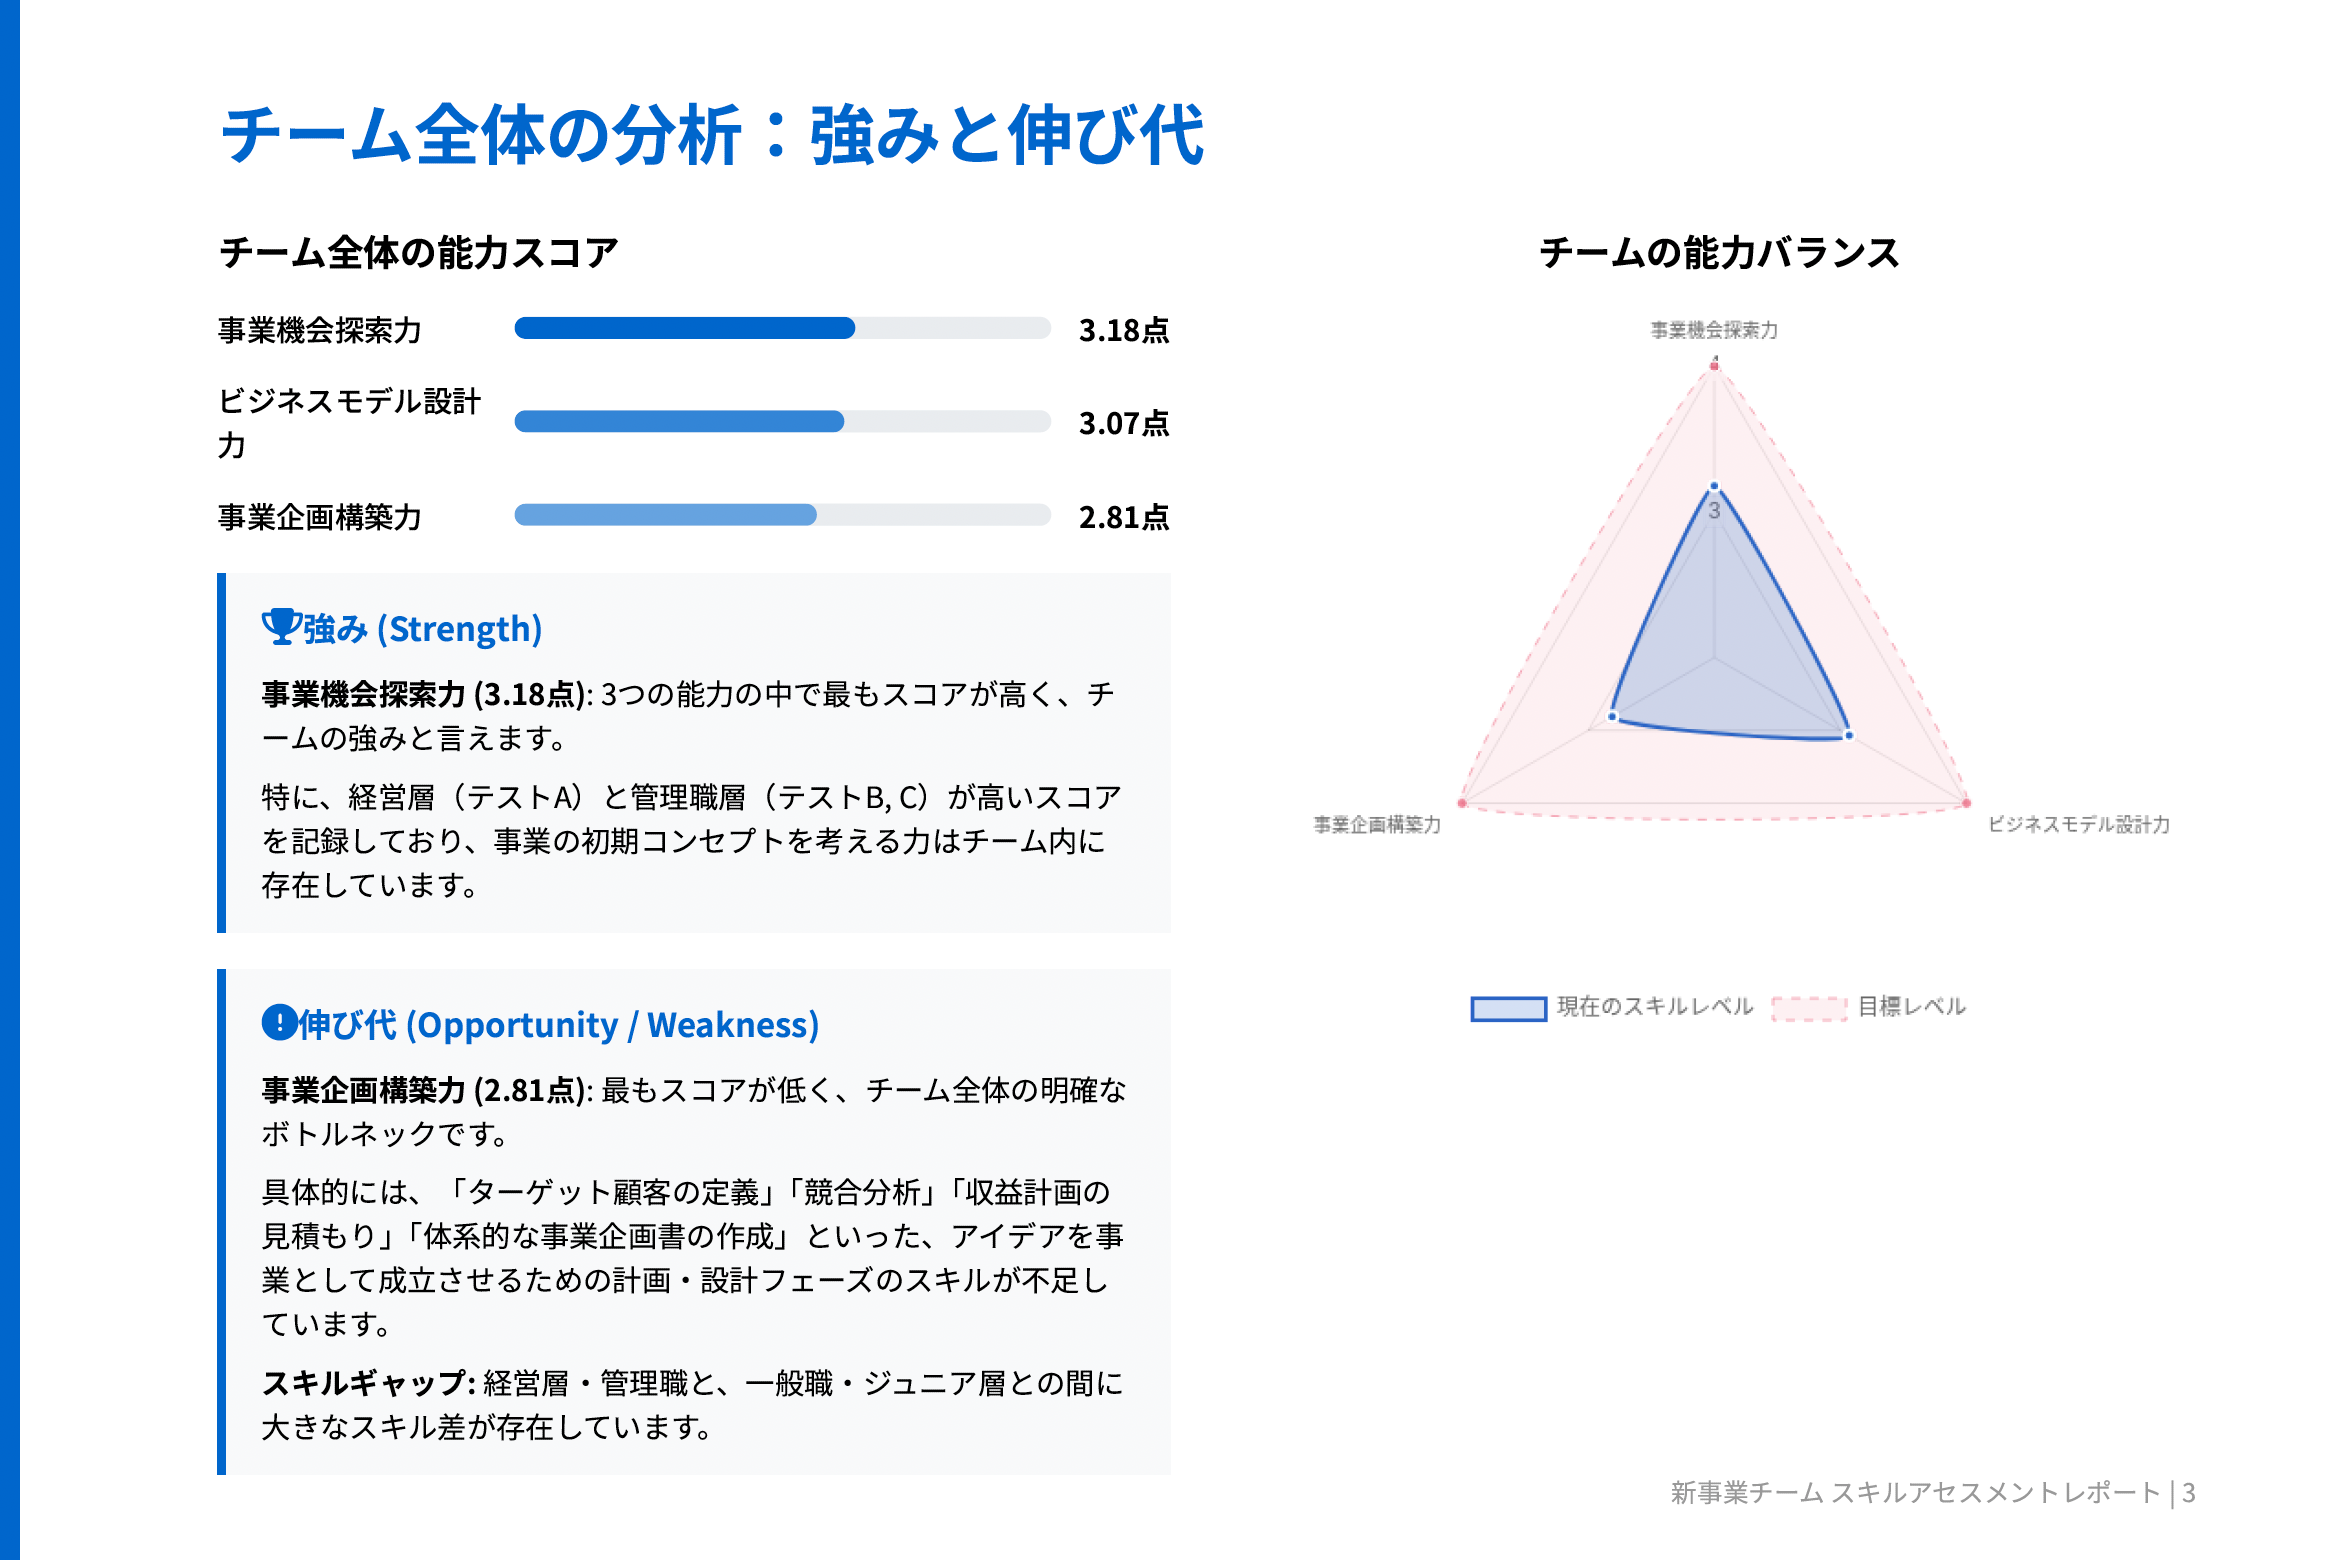 チーム全体の分析：強みと伸び代
チーム全体の能力スコア
事業機会探索力
3.18点
ビジネスモデル設計
力
3.07点
事業企画構築力
2.81点
強み (Strength)
事業機会探索力 (3.18点): 3つの能力の中で最もスコアが高く、チ
ームの強みと言えます。
特に、経営層（テストA）と管理職層（テストB, C）が高いスコア
を記録しており、事業の初期コンセプトを考える力はチーム内に
存在しています。
伸び代 (Opportunity / Weakness)
事業企画構築力 (2.81点): 最もスコアが低く、チーム全体の明確な
ボトルネックです。
具体的には、「ターゲット顧客の定義」「競合分析」「収益計画の
見積もり」「体系的な事業企画書の作成」といった、アイデアを事
業として成立させるための計画・設計フェーズのスキルが不足し
ています。
スキルギャップ: 経営層・管理職と、一般職・ジュニア層との間に
大きなスキル差が存在しています。
チームの能力バランス
事業機会探索力
4
3
事業企画構築力
ビジネスモデル設計力
現在のスキルレベル
目標レベル
新事業チーム スキルアセスメントレポート | 3